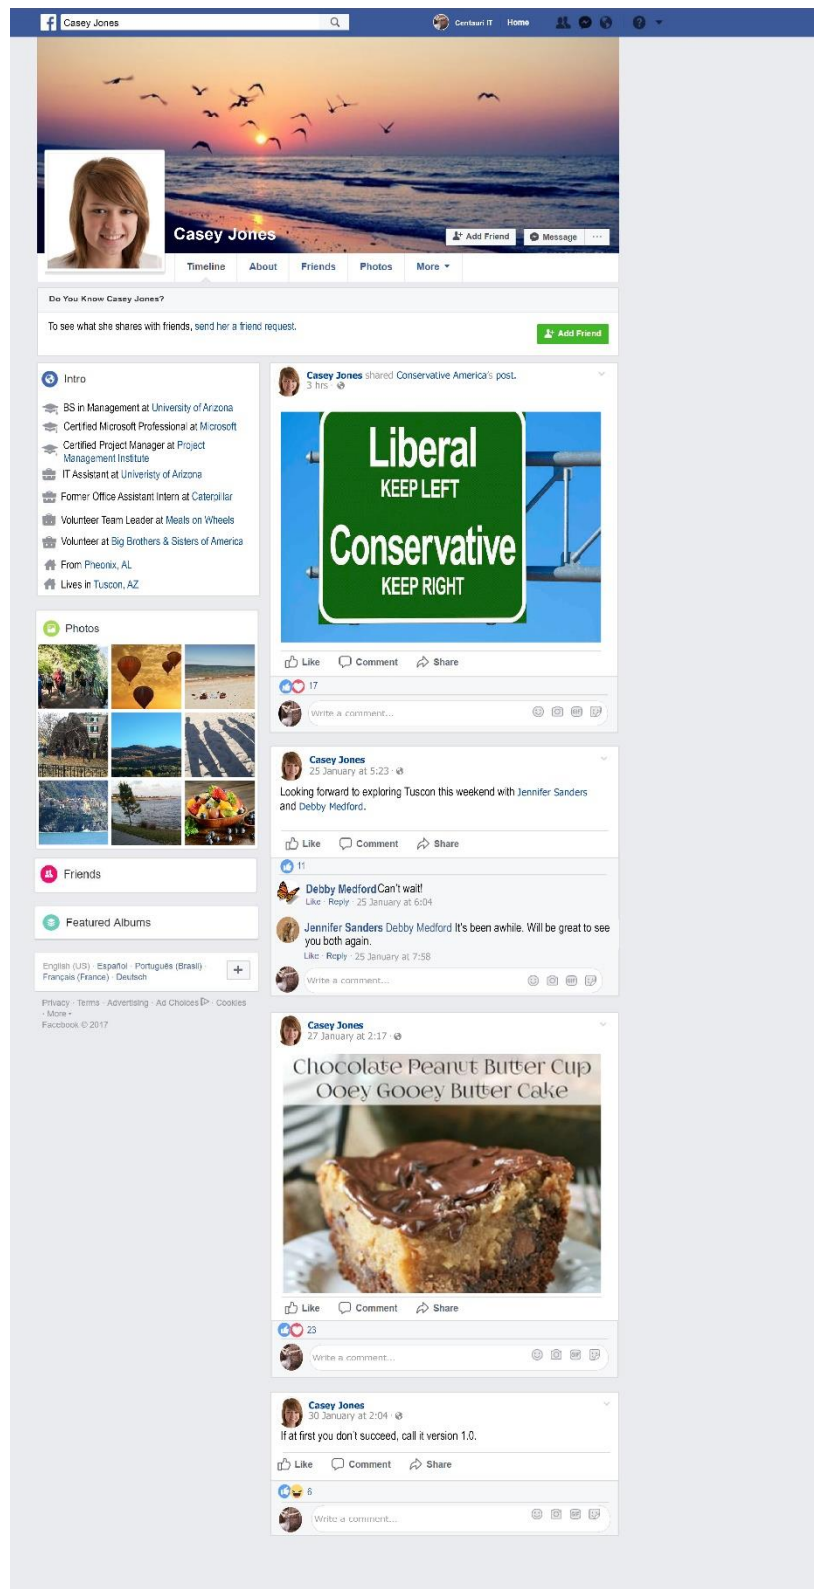 Casey Jones
Centauri IT
Home
Casey Jones
Add Friend
Message
Timeline
About
Friends
Photos
More
Do You Know Casey Jones?
To see what she shares with friends, send her a friend request.
Add Friend
Intro
BS in Management at University of Arizona
Certified Microsoft Professional at Microsoft
Certified Project Manager at Project
Management Institute
IT Assistant at Univeristy of Arizona
Former Office Assistant Intern at Caterpillar
Volunteer Team Leader at Meals on Wheels
Volunteer at Big Brothers & Sisters of America
From Pheonix, AL
Lives in Tuscon, AZ
Photos
Friends
Featured Albums
English (US) · Español · Português (Brasil) ·
Français (France) · Deutsch
+
Privacy · Terms · Advertising · Ad Choices · Cookies
· More
Facebook © 2017
Casey Jones shared Conservative America's post.
3 hrs ·
Liberal
KEEP LEFT
Conservative
KEEP RIGHT
Like
Comment
Share
17
Write a comment...
GIF
Casey Jones
25 January at 5:23 ·
Looking forward to exploring Tuscon this weekend with Jennifer Sanders
and Debby Medford.
Like
Comment
Share
11
Debby Medford Can't wait!
Like · Reply · 25 January at 6:04
Jennifer Sanders Debby Medford It's been awhile. Will be great to see
you both again.
Like · Reply · 25 January at 7:58
Write a comment...
GIF
Casey Jones
27 January at 2:17 ·
Chocolate Peanut Butter Cup
Ooey Gooey Butter Cake
Like
Comment
Share
23
Write a comment...
GIF
Casey Jones
30 January at 2:04 ·
If at first you don't succeed, call it version 1.0.
Like
Comment
Share
6
Write a comment...
GIF